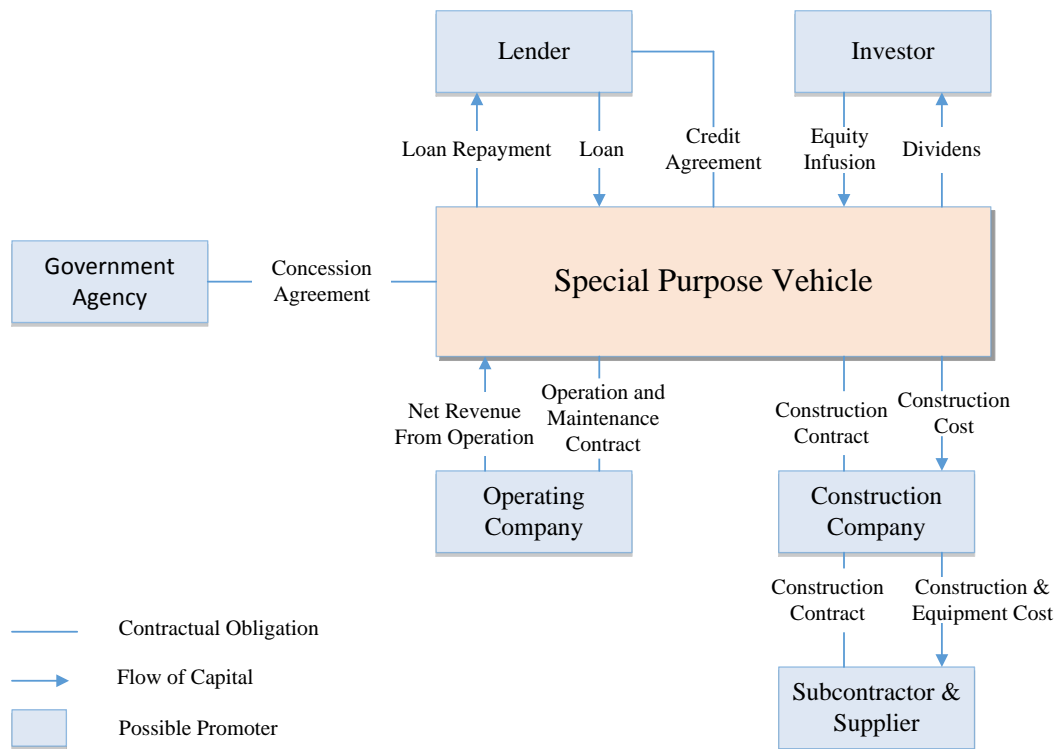 Lender
Investor
Loan Repayment
Loan
Credit
Agreement
Equity
Infusion
Dividens
Government
Agency
Concession
Agreement
Special Purpose Vehicle
Net Revenue
From Operation
Operation and
Maintenance
Contract
Construction
Contract
Construction
Cost
Operating
Company
Construction
Company
Construction
Contract
Construction &
Equipment Cost
Subcontractor &
Supplier
Contractual Obligation
Flow of Capital
Possible Promoter